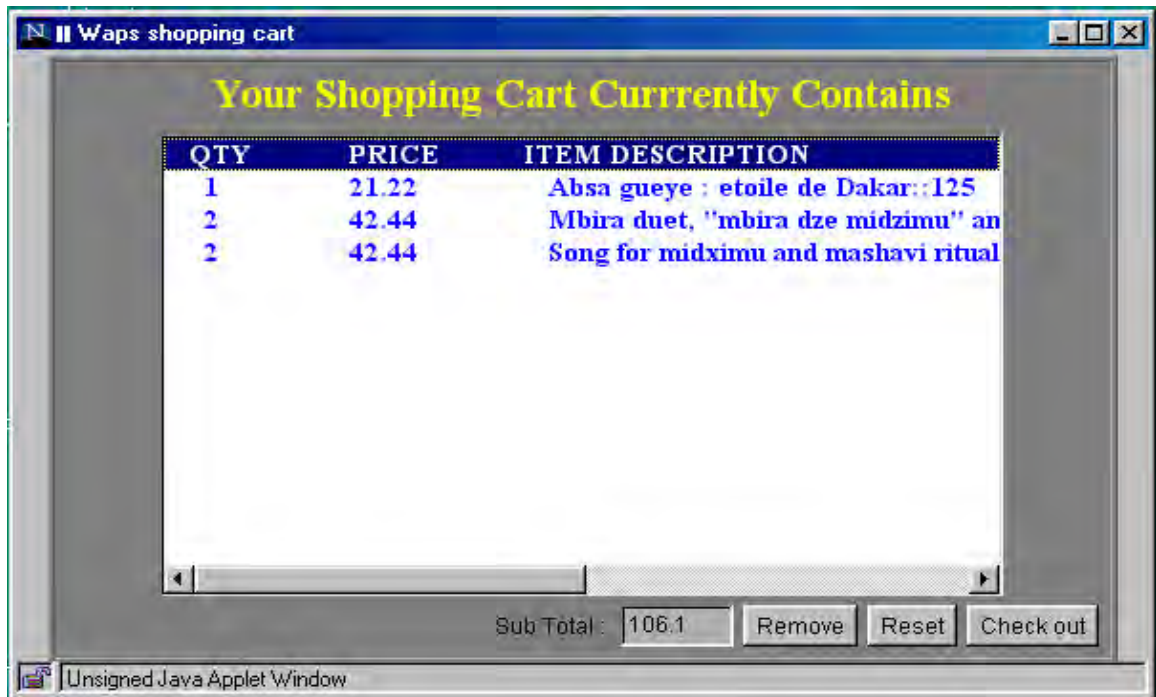 Waps shopping cart
Your Shopping Cart Currrently Contains
QTY PRICE ITEM DESCRIPTION
1 21.22 Absa gueye : etoile de Dakar::125
2 42.44 Mbira duet, "mbira dze midzimu" an
2 42.44 Song for midximu and mashavi ritual
Sub Total : 106.1 Remove Reset Check out
Unsigned Java Applet Window